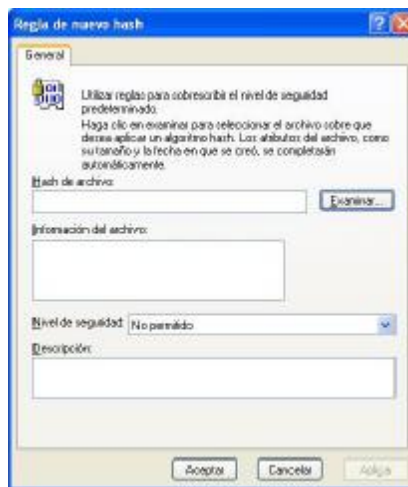 Regla de nuevo hash
General
Utilizar reglas para sobrescribir el nivel de seguridad
predeterminado.
Haga clic en examinar para seleccionar el archivo sobre que
desea aplicar un algoritmo hash. Los atributos del archivo, como
su tamaño y la fecha en que se creó, se completarán
automáticamente.
Hash de archivo:
Examinar...
Información del archivo:
Nivel de seguridad: No permitido
Descripción:
Aceptar Cancelar Aplicar